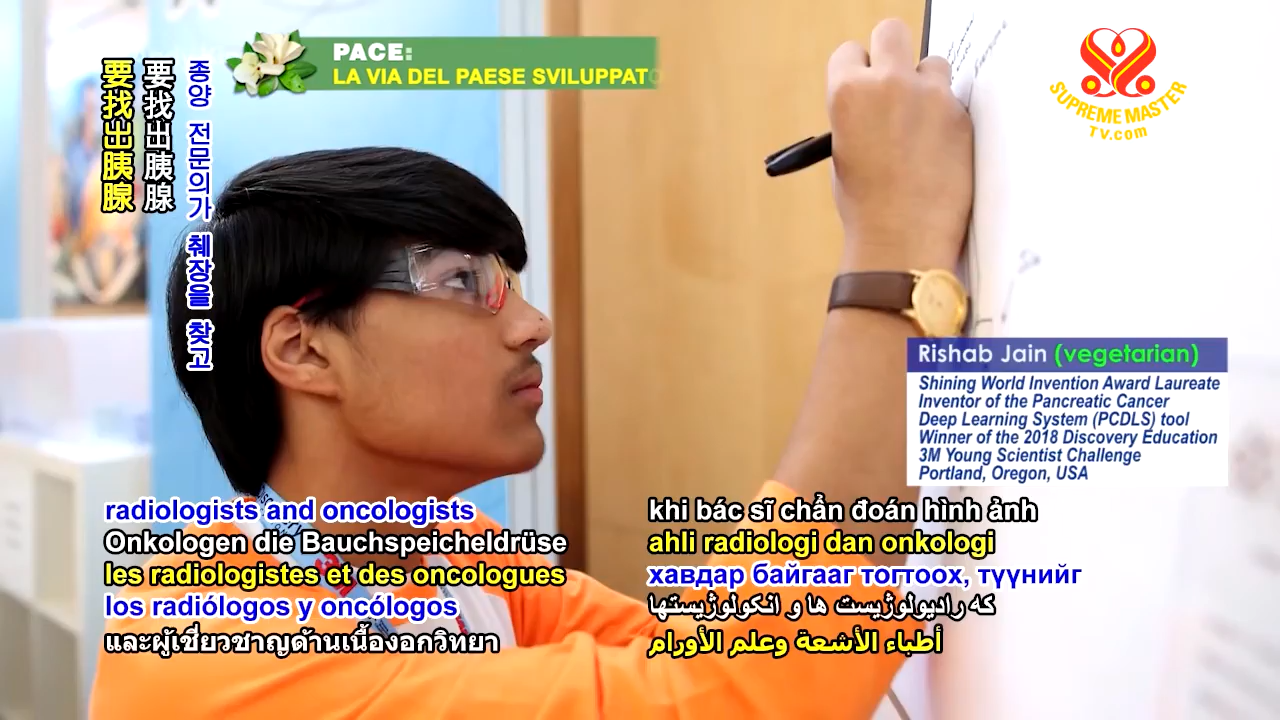 PACE:
LA VIA DEL PAESE SVILUPPATO
SUPREME MASTER
TV.com
要找出胰腺
要找出胰腺
종양 전문의가 췌장을 찾고
Rishab Jain (vegetarian)
Shining World Invention Award Laureate
Inventor of the Pancreatic Cancer
Deep Learning System (PCDLS) tool
Winner of the 2018 Discovery Education
3M Young Scientist Challenge
Portland, Oregon, USA
radiologists and oncologists
Onkologen die Bauchspeicheldrüse
les radiologistes et des oncologues
los radiólogos y oncólogos
และผู้เชี่ยวชาญด้านเนื้องอกวิทยา
khi bác sĩ chẩn đoán hình ảnh
ahli radiologi dan onkologi
хавдар байгааг тогтоох, түүнийг
که رادیولوژیست ها و انکولوژیستها
أطباء الأشعة وعلم الأورام